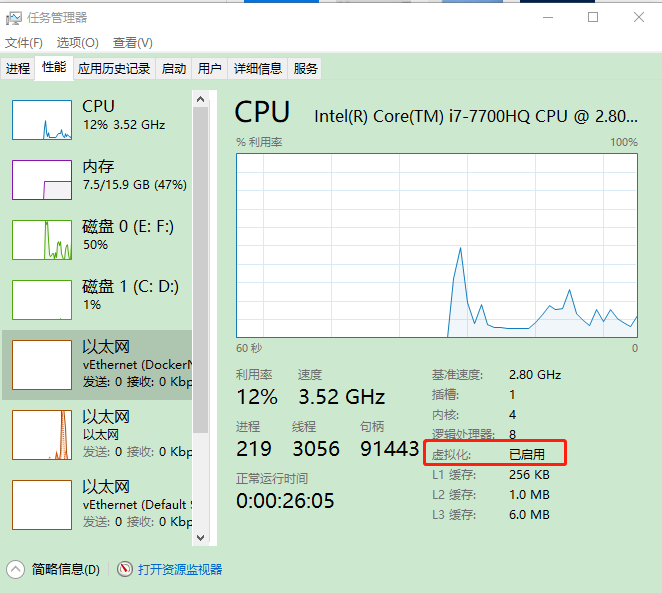 任务管理器
文件(F) 选项(O) 查看(V)
进程 性能 应用历史记录 启动 用户 详细信息 服务
CPU
12% 3.52 GHz
内存
7.5/15.9 GB (47%)
磁盘 0 (E: F:)
50%
磁盘 1 (C: D:)
1%
以太网
vEthernet (DockerN
发送: 0 接收: 0 Kbp
以太网
以太网
发送: 0 接收: 0 Kbp
以太网
vEthernet (Default S
发送: 0 接收: 0 Kbp
CPU Intel(R) Core(TM) i7-7700HQ CPU @ 2.80...
% 利用率 100%
60 秒 0
利用率 速度
12% 3.52 GHz
进程 线程 句柄
219 3056 91443
正常运行时间
0:00:26:05
基准速度: 2.80 GHz
插槽: 1
内核: 4
逻辑处理器: 8
虚拟化: 已启用
L1 缓存: 256 KB
L2 缓存: 1.0 MB
L3 缓存: 6.0 MB
简略信息(D) 打开资源监视器